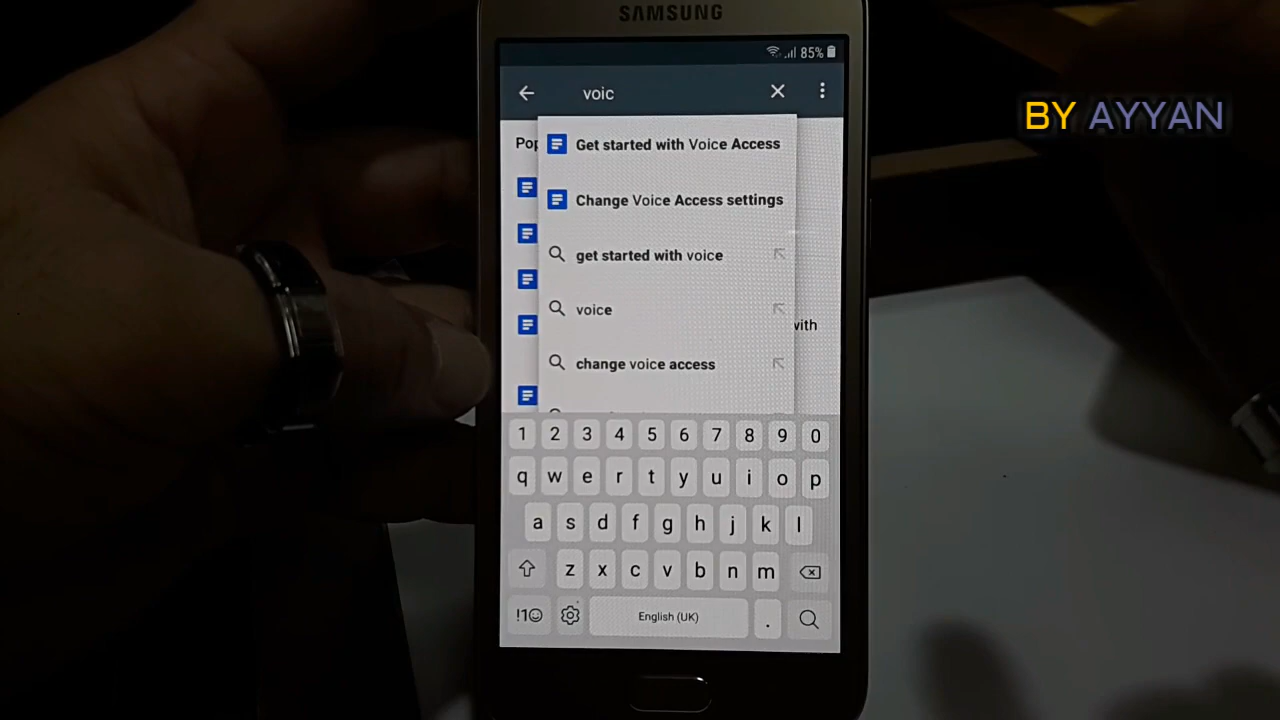 SAMSUNG
85%
voic
BY AYYAN
Pop
Get started with Voice Access
Change Voice Access settings
get started with voice
voice
with
change voice access
1 2 3 4 5 6 7 8 9 0
q w e r t y u i o p
a s d f g h j k l
z x c v b n m
!1☺ English (UK) .